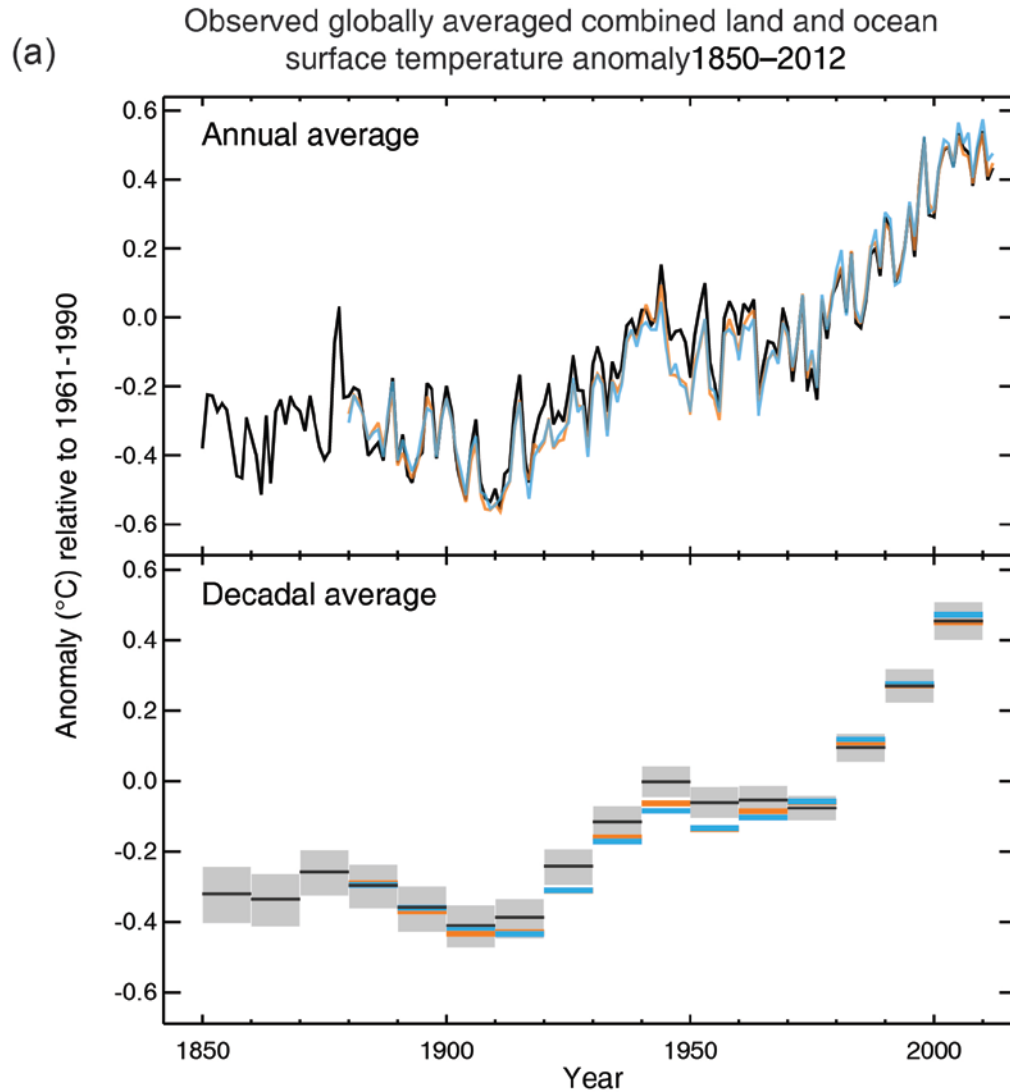 Observed globally averaged combined land and ocean
(a)
surface temperature anomaly1850–2012
0.6
Annual average
0.4
0.2
0.0
-0.2
-0.4
-0.6
Anomaly (°C) relative to 1961-1990
0.6
Decadal average
0.4
0.2
0.0
-0.2
-0.4
-0.6
1850 1900 1950 2000
Year